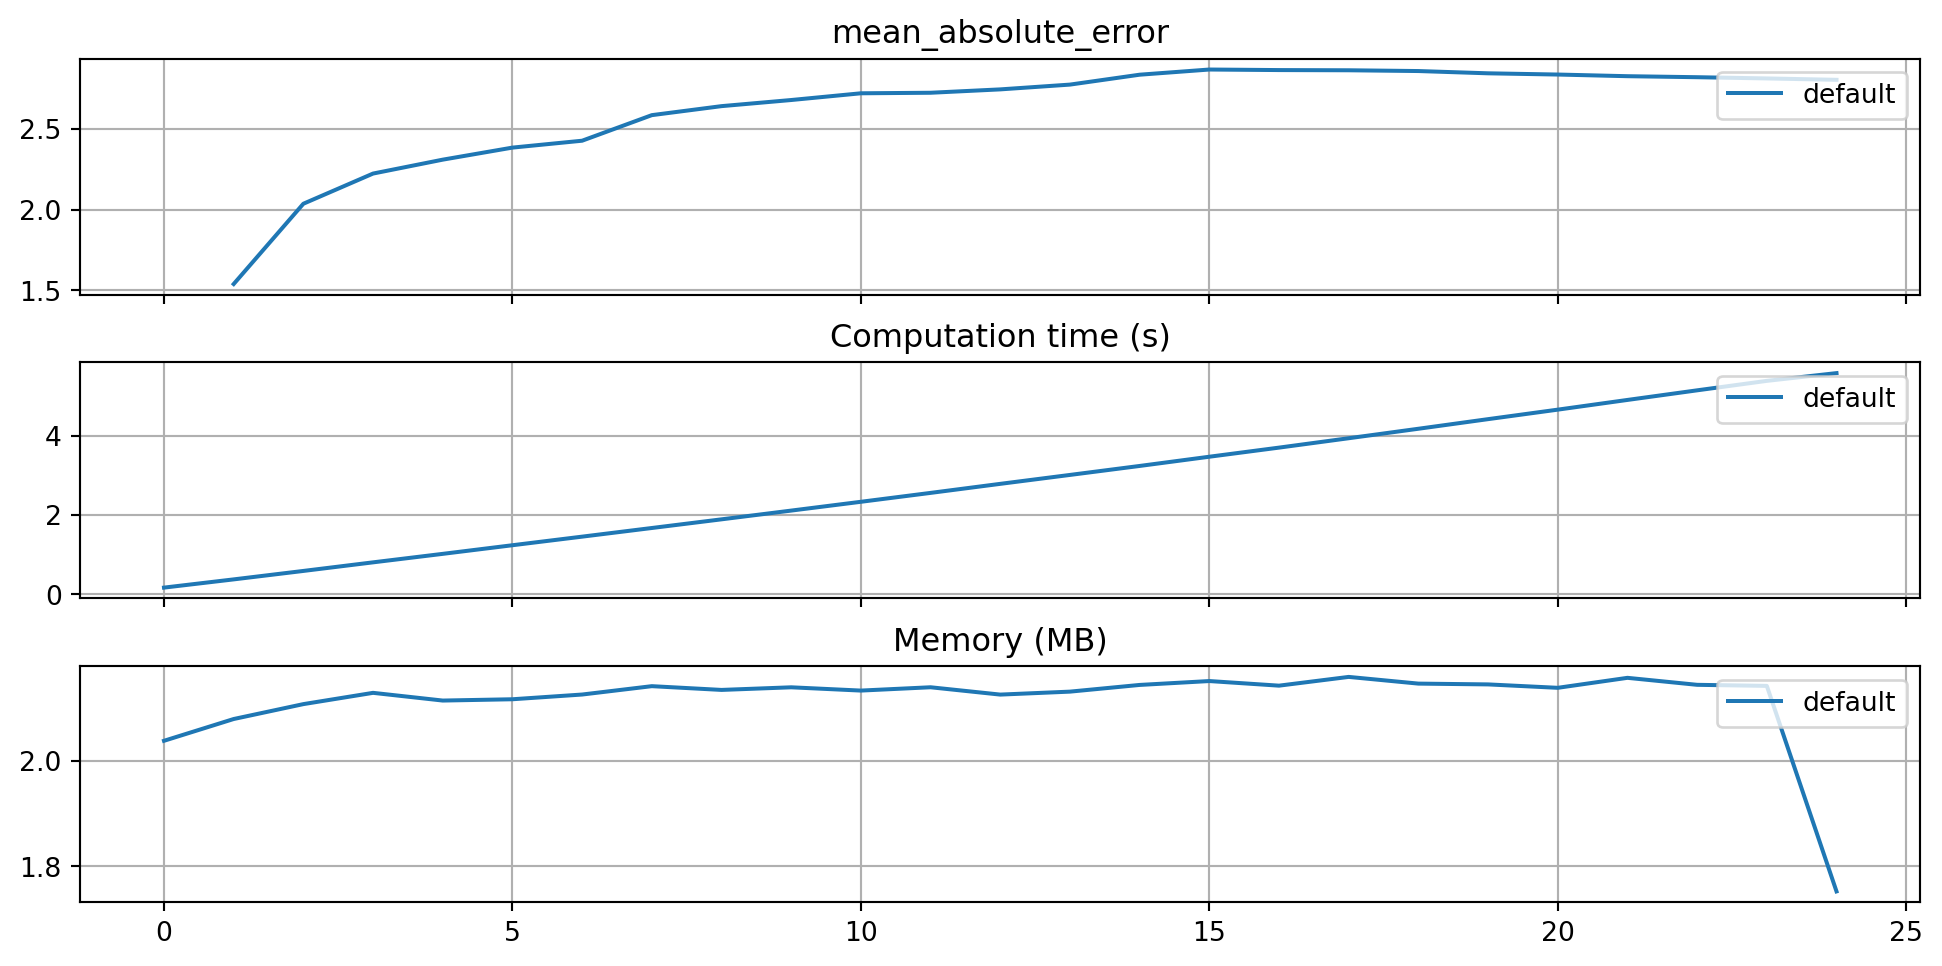 mean_absolute_error
2.5
2.0
1.5
default
Computation time (s)
4
2
0
default
Memory (MB)
2.0
1.8
default
0 5 10 15 20 25